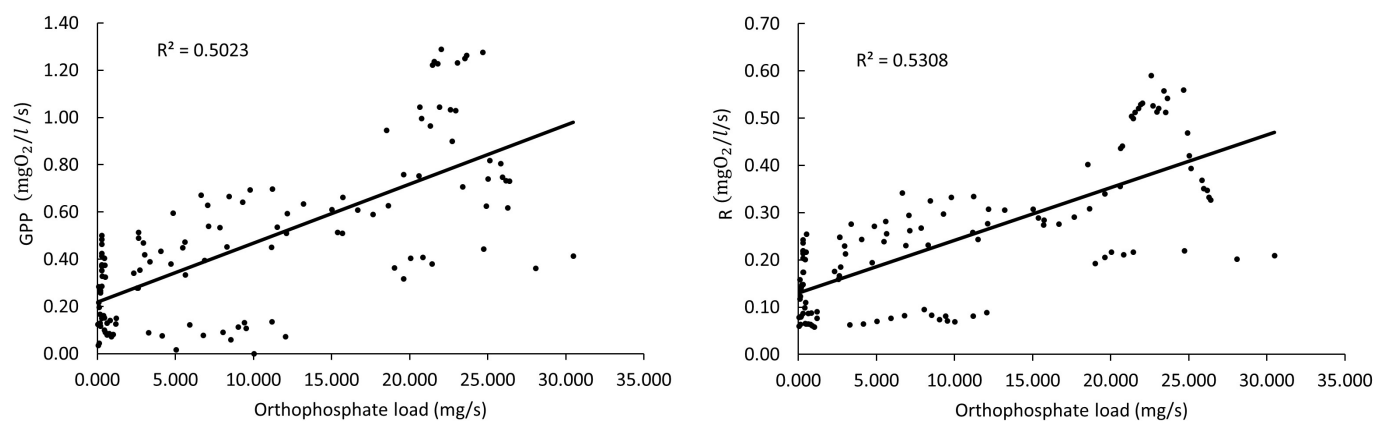 1.40
1.20
1.00
0.80
0.60
0.40
0.20
0.00
GPP (mgO₂/l /s)
R² = 0.5023
0.000 5.000 10.000 15.000 20.000 25.000 30.000 35.000
Orthophosphate load (mg/s)
0.70
0.60
0.50
0.40
0.30
0.20
0.10
0.00
R (mgO₂/l/s)
R² = 0.5308
0.000 5.000 10.000 15.000 20.000 25.000 30.000 35.000
Orthophosphate load (mg/s)